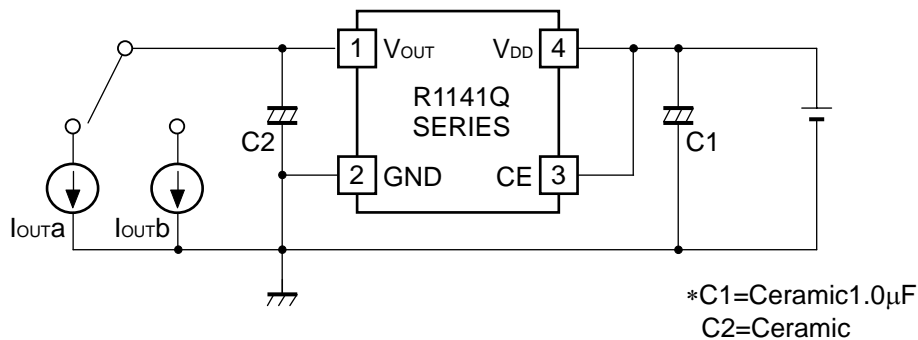 1 VOUT VDD 4
R1141Q
SERIES
C2 C1
2 GND CE 3
IOUTa IOUTb
*C1=Ceramic1.0μF
C2=Ceramic